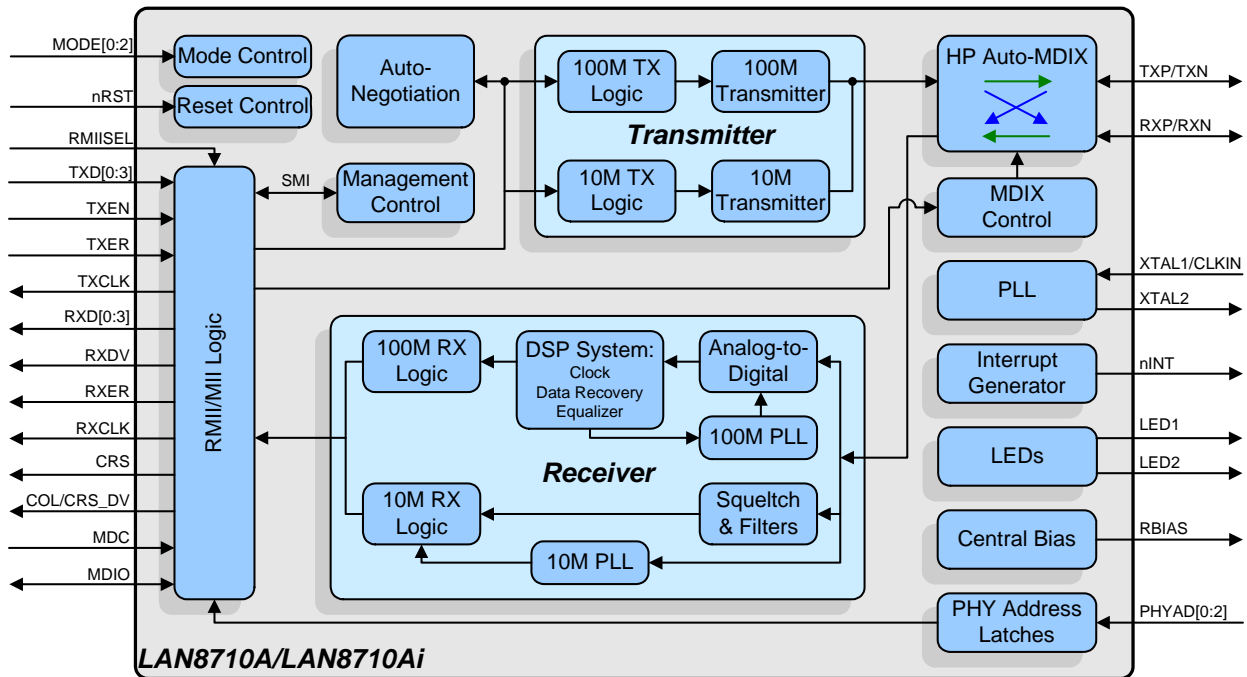 MODE[0:2]
nRST
RMIISEL
TXD[0:3]
TXEN
TXER
TXCLK
RXD[0:3]
RXDV
RXER
RXCLK
CRS
COL/CRS_DV
MDC
MDIO
Mode Control
Reset Control
RMII/MII Logic
SMI
Auto-
Negotiation
Management
Control
100M TX
Logic
100M
Transmitter
Transmitter
10M TX
Logic
10M
Transmitter
HP Auto-MDIX
MDIX
Control
PLL
Interrupt
Generator
LEDs
Central Bias
PHY Address
Latches
100M RX
Logic
DSP System:
Clock
Data Recovery
Equalizer
Analog-to-
Digital
100M PLL
Receiver
10M RX
Logic
Squeltch
& Filters
10M PLL
TXP/TXN
RXP/RXN
XTAL1/CLKIN
XTAL2
nINT
LED1
LED2
RBIAS
PHYAD[0:2]
LAN8710A/LAN8710Ai